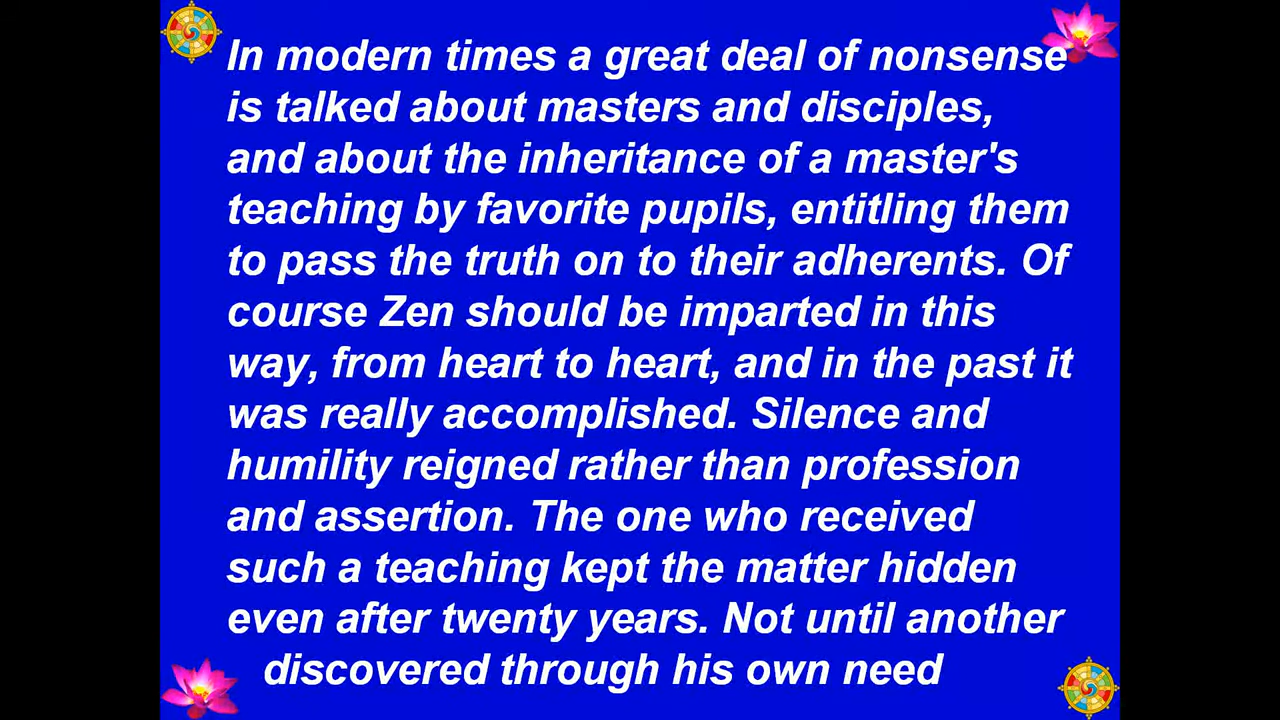 In modern times a great deal of nonsense
is talked about masters and disciples,
and about the inheritance of a master's
teaching by favorite pupils, entitling them
to pass the truth on to their adherents. Of
course Zen should be imparted in this
way, from heart to heart, and in the past it
was really accomplished. Silence and
humility reigned rather than profession
and assertion. The one who received
such a teaching kept the matter hidden
even after twenty years. Not until another
discovered through his own need